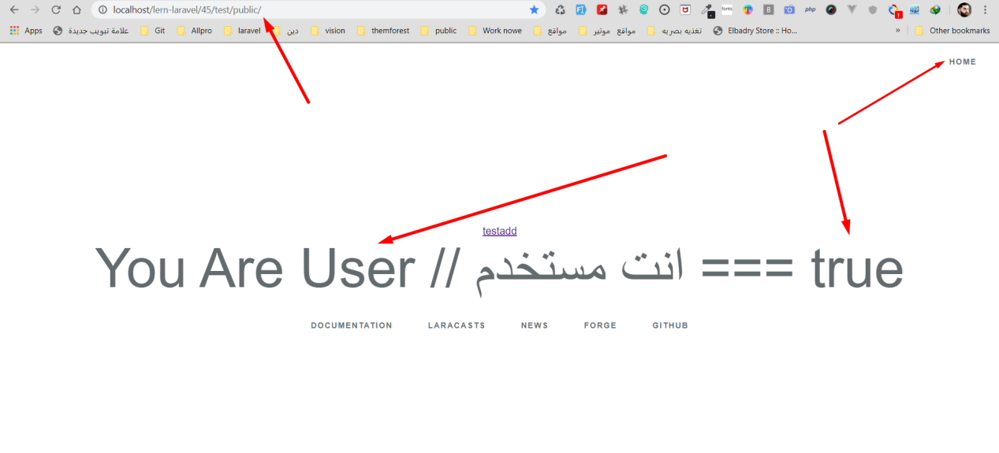 localhost/lern-laravel/45/test/public/
Apps علامة تبويب جديدة Git Allpro laravel دين vision themforest public Work nowe مواقع مواقع موتير تغذيه بصريه Elbadry Store :: Ho... » Other bookmarks
HOME
testadd
You Are User // انت مستخدم === true
DOCUMENTATION LARACASTS NEWS FORGE GITHUB